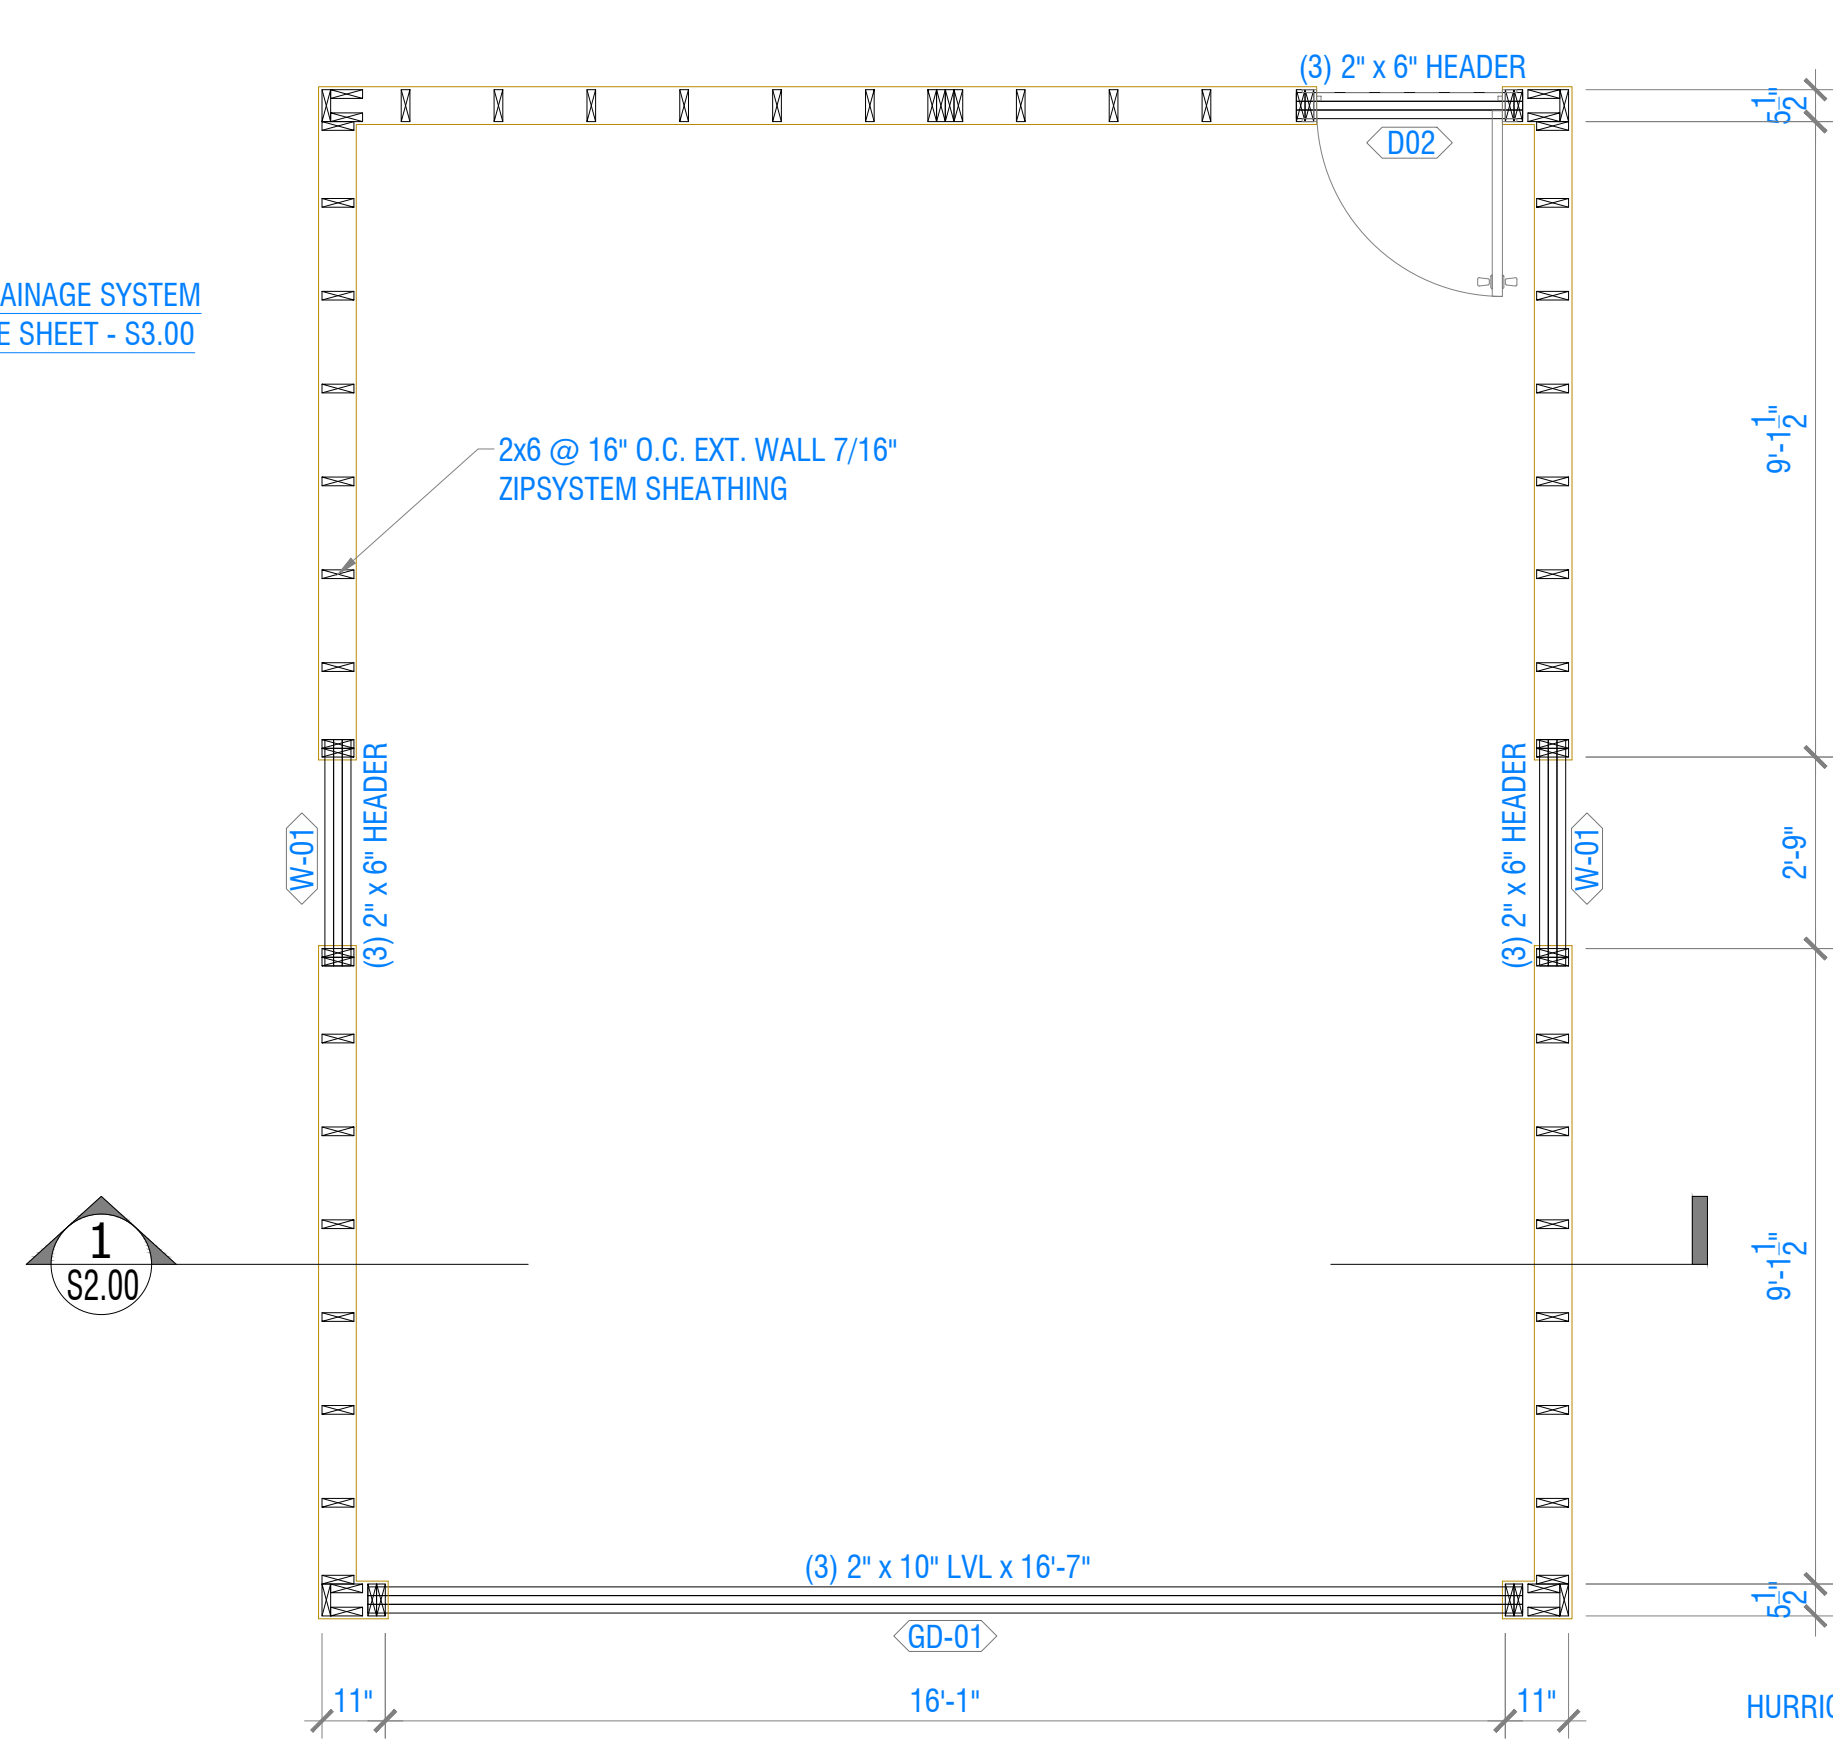 (3) 2" x 6" HEADER
5 1/2"
D02
AINAGE SYSTEM
E SHEET - S3.00
2x6 @ 16" O.C. EXT. WALL 7/16"
ZIPSYSTEM SHEATHING
9'-1 1/2"
W-01
(3) 2" x 6" HEADER
(3) 2" x 6" HEADER
W-01
2'-9"
1
S2.00
9'-1 1/2"
(3) 2" x 10" LVL x 16'-7"
5 1/2"
GD-01
11"
16'-1"
11"
HURRIC